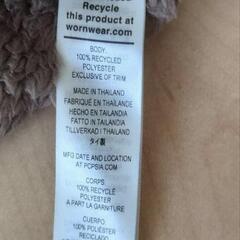 Recycle
this product at
wornwear.com
BODY:
100% RECYCLED
POLYESTER
EXCLUSIVE OF TRIM
MADE IN THAILAND
FABRIQUÉ EN THAÏLANDE
HECHO EN TAILANDIA
FATTO IN TAILANDIA
TILLVERKAD I THAILAND
タイ製
MFG DATE AND LOCATION
AT PCPSIA.COM
CORPS:
100% RECYCLÉ
POLYESTER
À PART LA GARNITURE
CUERPO:
100% POLIÉSTER
RECICLADO